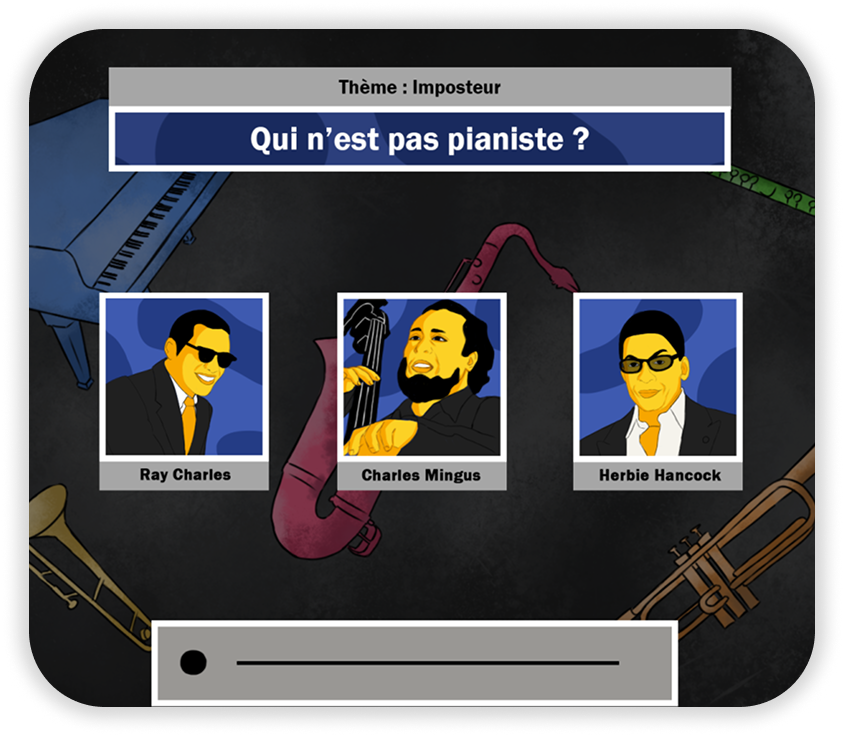 Thème : Imposteur
Qui n’est pas pianiste ?
Ray Charles
Charles Mingus
Herbie Hancock